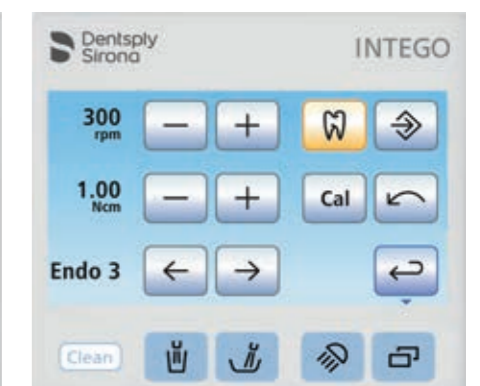 Dentsply
Sirona
INTEGO
300
rpm
1.00
Ncm
Cal
Endo 3
Clean